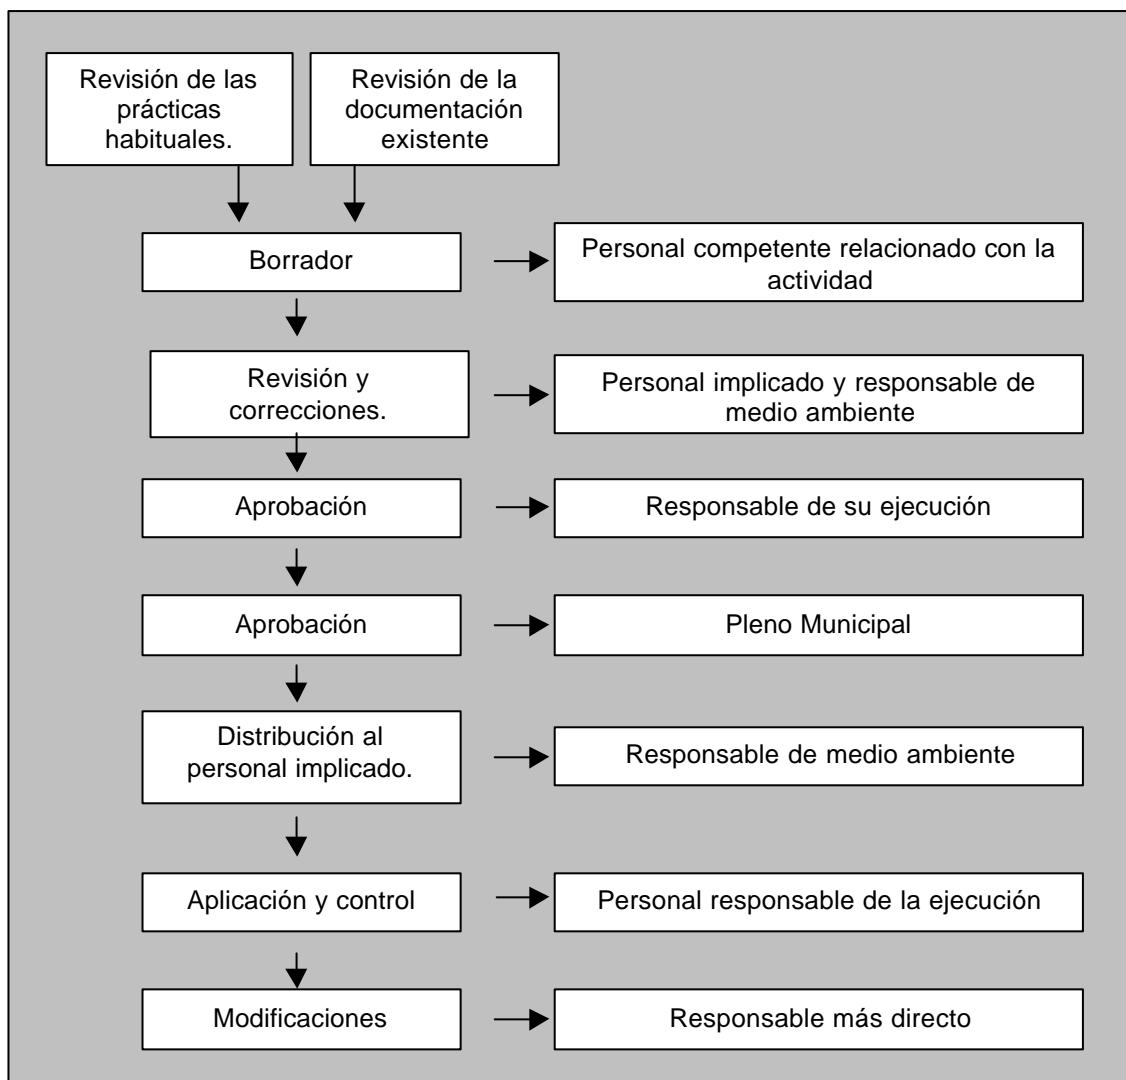 Revisión de las
prácticas
habituales.
Revisión de la
documentación
existente
Borrador
Personal competente relacionado con la
actividad
Revisión y
correcciones.
Personal implicado y responsable de
medio ambiente
Aprobación
Responsable de su ejecución
Aprobación
Pleno Municipal
Distribución al
personal implicado.
Responsable de medio ambiente
Aplicación y control
Personal responsable de la ejecución
Modificaciones
Responsable más directo